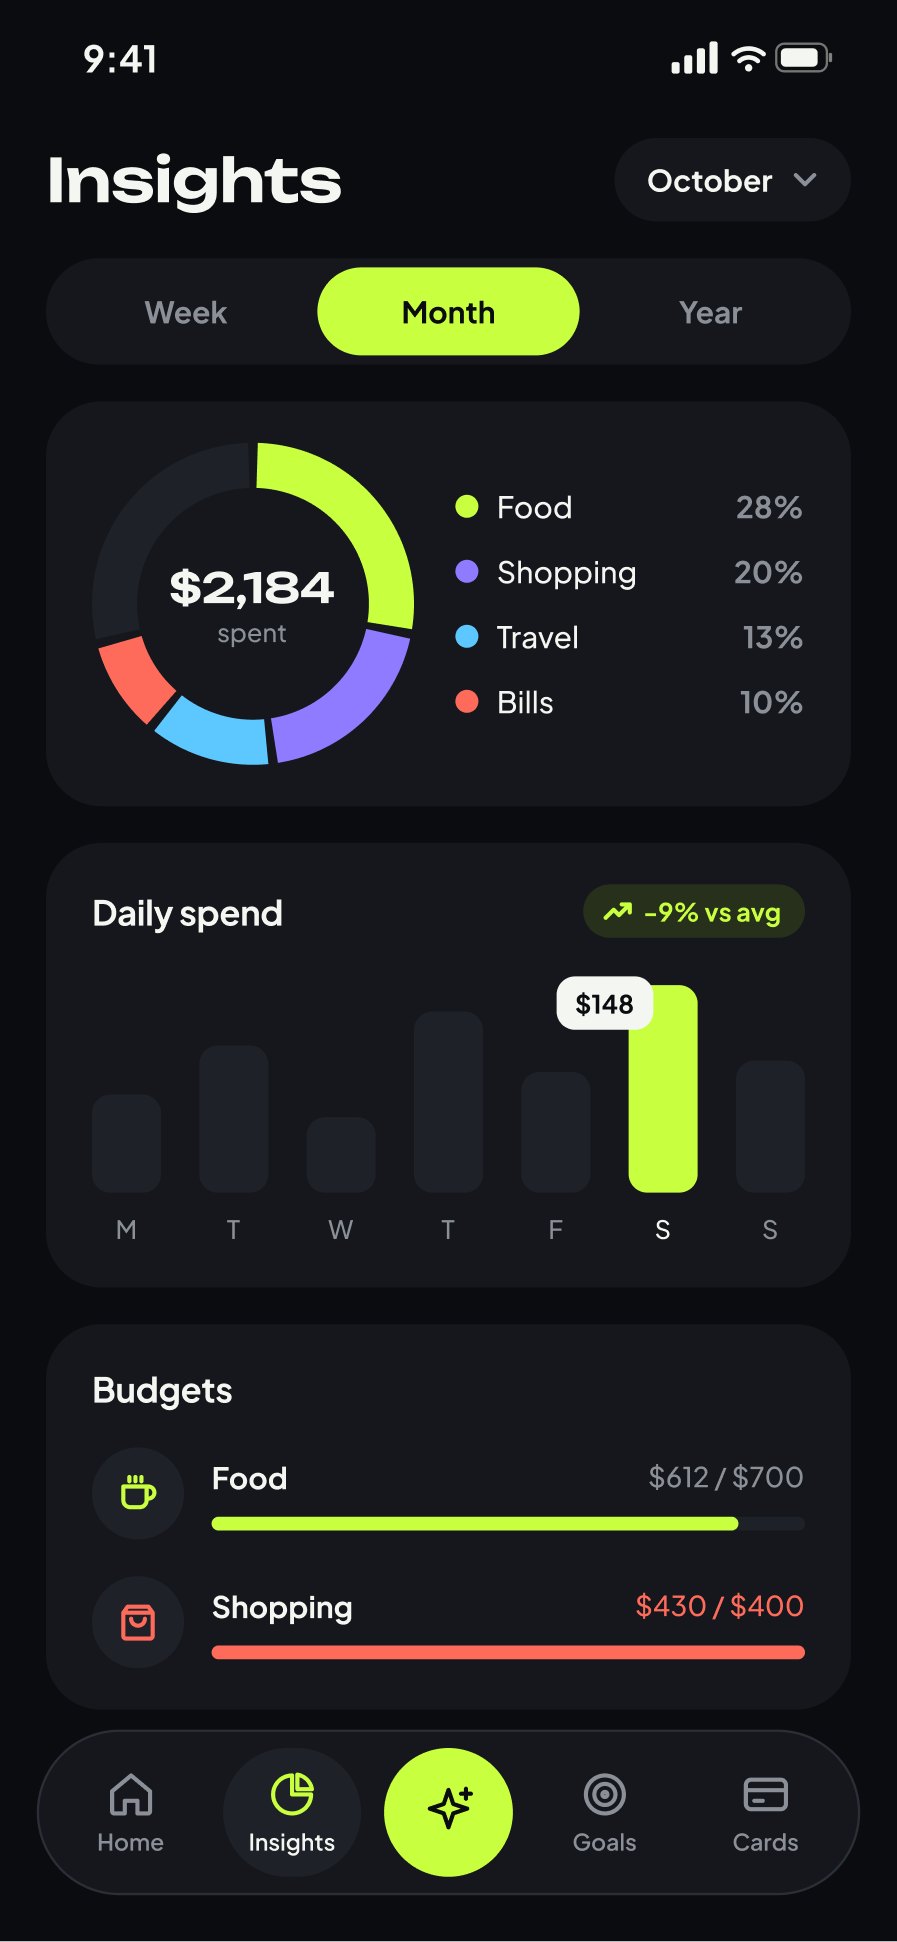 9:41
Insights
October
Week Month Year
$2,184
spent
Food 28%
Shopping 20%
Travel 13%
Bills 10%
Daily spend
-9% vs avg
$148
M T W T F S S
Budgets
Food $612 / $700
Shopping $430 / $400
Home Insights Goals Cards